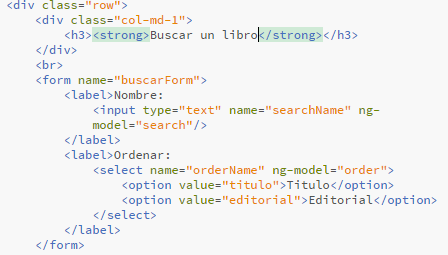 <div class="row">
<div class="col-md-1">
<h3><strong>Buscar un libro</strong></h3>
</div>
<br>
<form name="buscarForm">
<label>Nombre:
<input type="text" name="searchName" ng-
model="search"/>
</label>
<label>Ordenar:
<select name="orderName" ng-model="order">
<option value="titulo">Titulo</option>
<option value="editorial">Editorial</option>
</select>
</label>
</form>